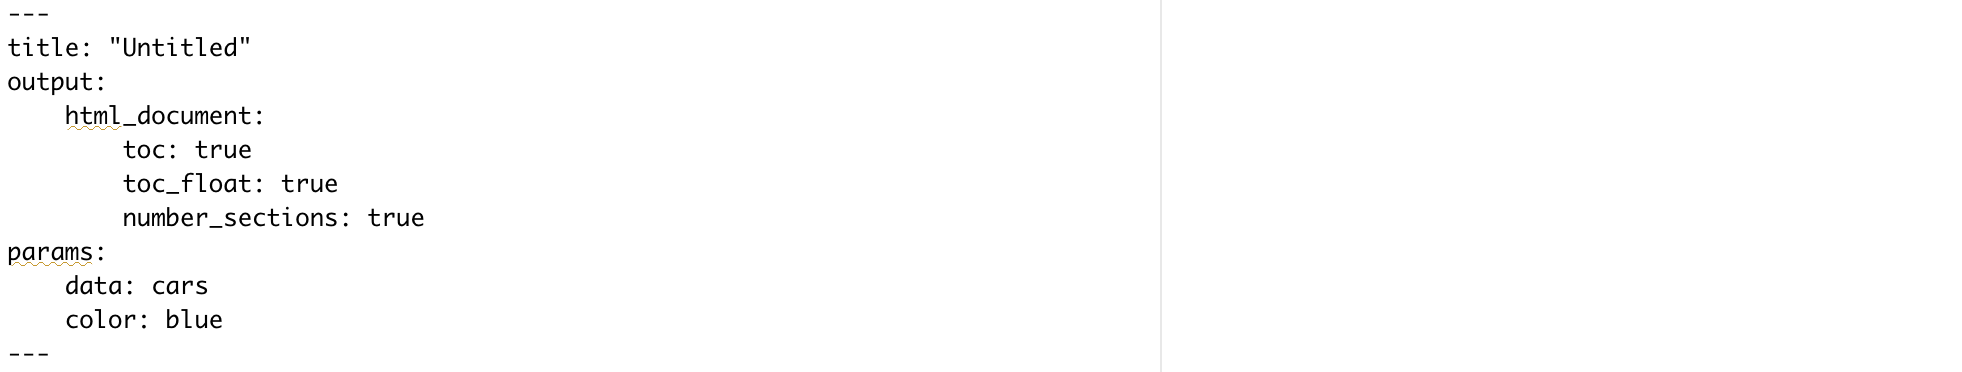 ---
title: "Untitled"
output:
    html_document:
        toc: true
        toc_float: true
        number_sections: true
params:
    data: cars
    color: blue
---